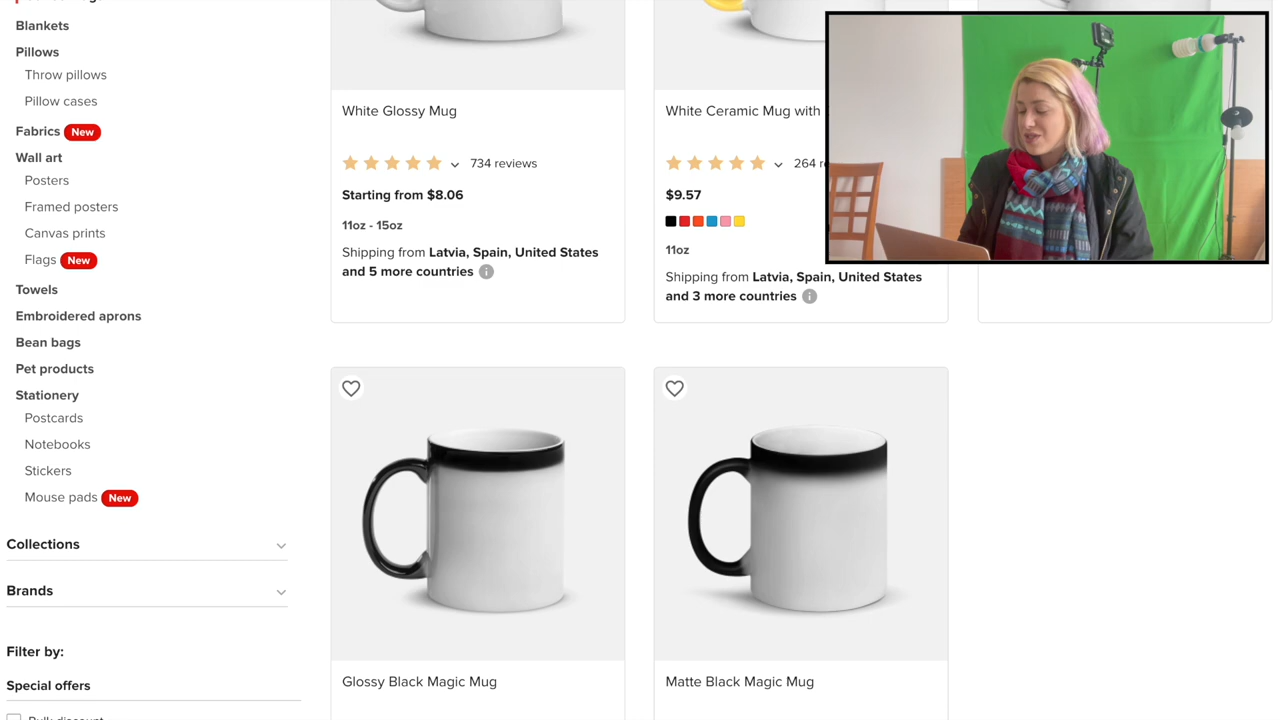 Blankets
Pillows
Throw pillows
Pillow cases
Fabrics New
Wall art
Posters
Framed posters
Canvas prints
Flags New
Towels
Embroidered aprons
Bean bags
Pet products
Stationery
Postcards
Notebooks
Stickers
Mouse pads New
Collections
Brands
Filter by:
Special offers
Bulk discount
White Glossy Mug
734 reviews
Starting from $8.06
11oz - 15oz
Shipping from Latvia, Spain, United States
and 5 more countries
White Ceramic Mug with
264
$9.57
11oz
Shipping from Latvia, Spain, United States
and 3 more countries
Glossy Black Magic Mug
Matte Black Magic Mug